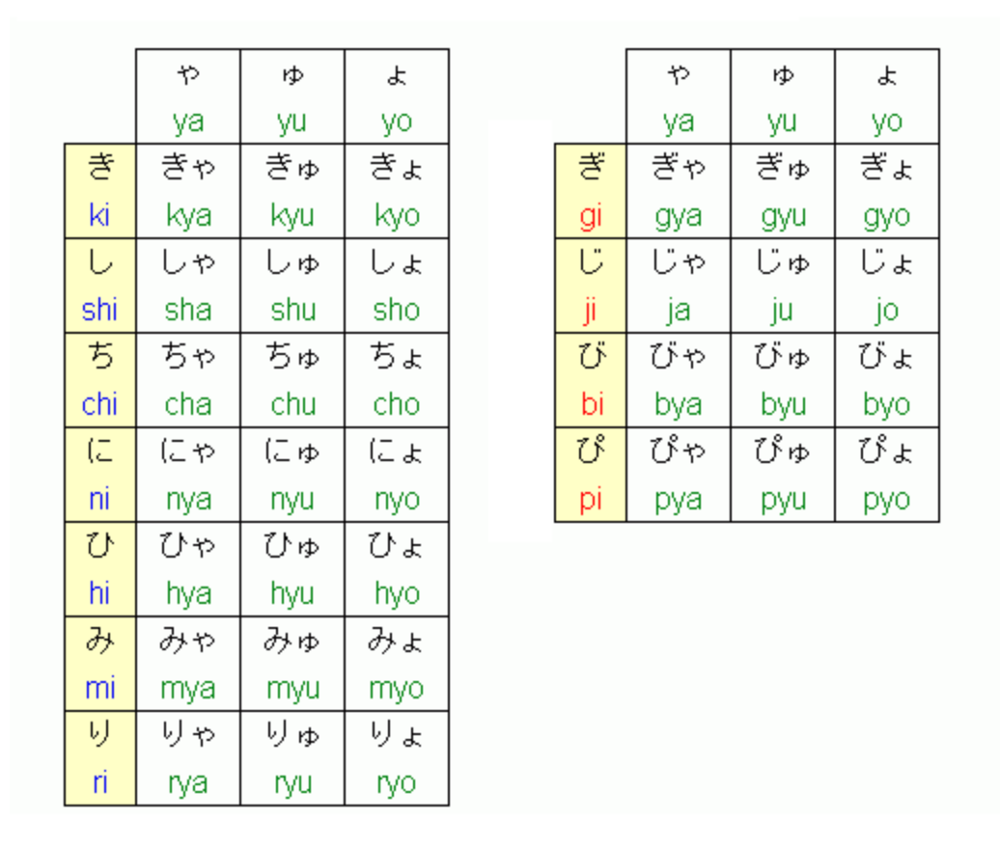 ゃ ゅ ょ
ya yu yo
き きゃ きゅ きょ
ki kya kyu kyo
し しゃ しゅ しょ
shi sha shu sho
ち ちゃ ちゅ ちょ
chi cha chu cho
に にゃ にゅ にょ
ni nya nyu nyo
ひ ひゃ ひゅ ひょ
hi hya hyu hyo
み みゃ みゅ みょ
mi mya myu myo
り りゃ りゅ りょ
ri rya ryu ryo
ゃ ゅ ょ
ya yu yo
ぎ ぎゃ ぎゅ ぎょ
gi gya gyu gyo
じ じゃ じゅ じょ
ji ja ju jo
び びゃ びゅ びょ
bi bya byu byo
ぴ ぴゃ ぴゅ ぴょ
pi pya pyu pyo